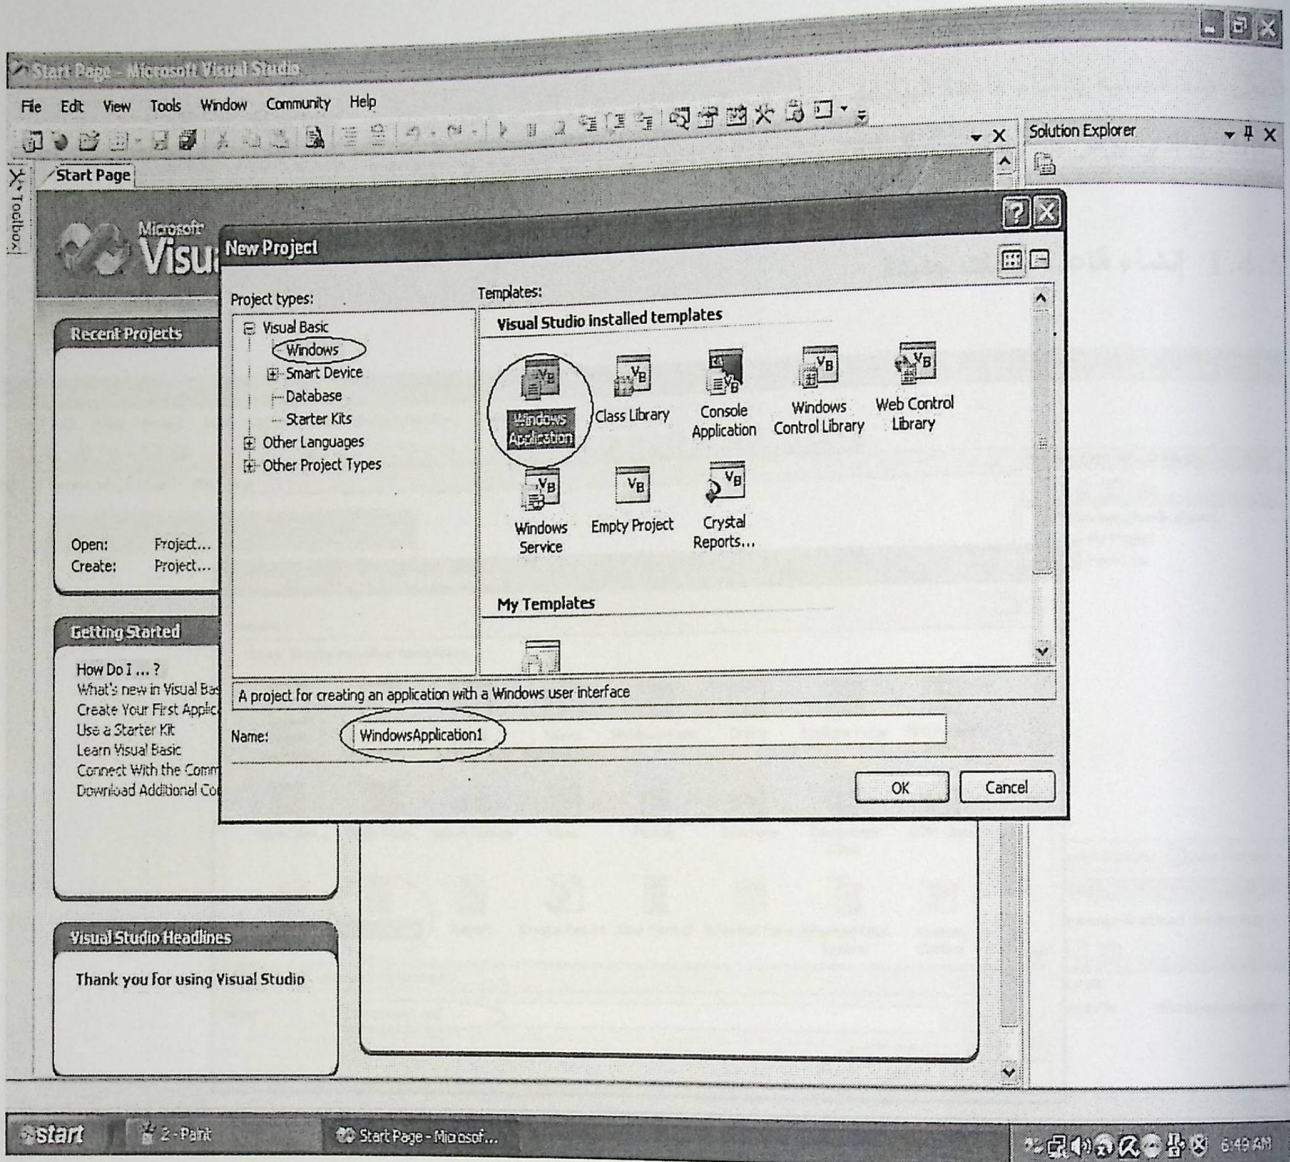 Start Page - Microsoft Visual Studio
File Edit View Tools Window Community Help
Toolbox
Start Page
Solution Explorer
Microsoft
Visu
New Project
Project types:
Templates:
Visual Basic
Windows
Smart Device
Database
Starter Kits
Other Languages
Other Project Types
Visual Studio installed templates
Windows Application
Class Library
Console Application
Windows Control Library
Web Control Library
Windows Service
Empty Project
Crystal Reports...
My Templates
A project for creating an application with a Windows user interface
Name: WindowsApplication1
OK Cancel
Recent Projects
Open: Project...
Create: Project...
Getting Started
How Do I ... ?
What's new in Visual Bas
Create Your First Applic
Use a Starter Kit
Learn Visual Basic
Connect With the Comm
Download Additional Co
Visual Studio Headlines
Thank you for using Visual Studio
start
2 - Paint
Start Page - Microsof...
6:49 AM